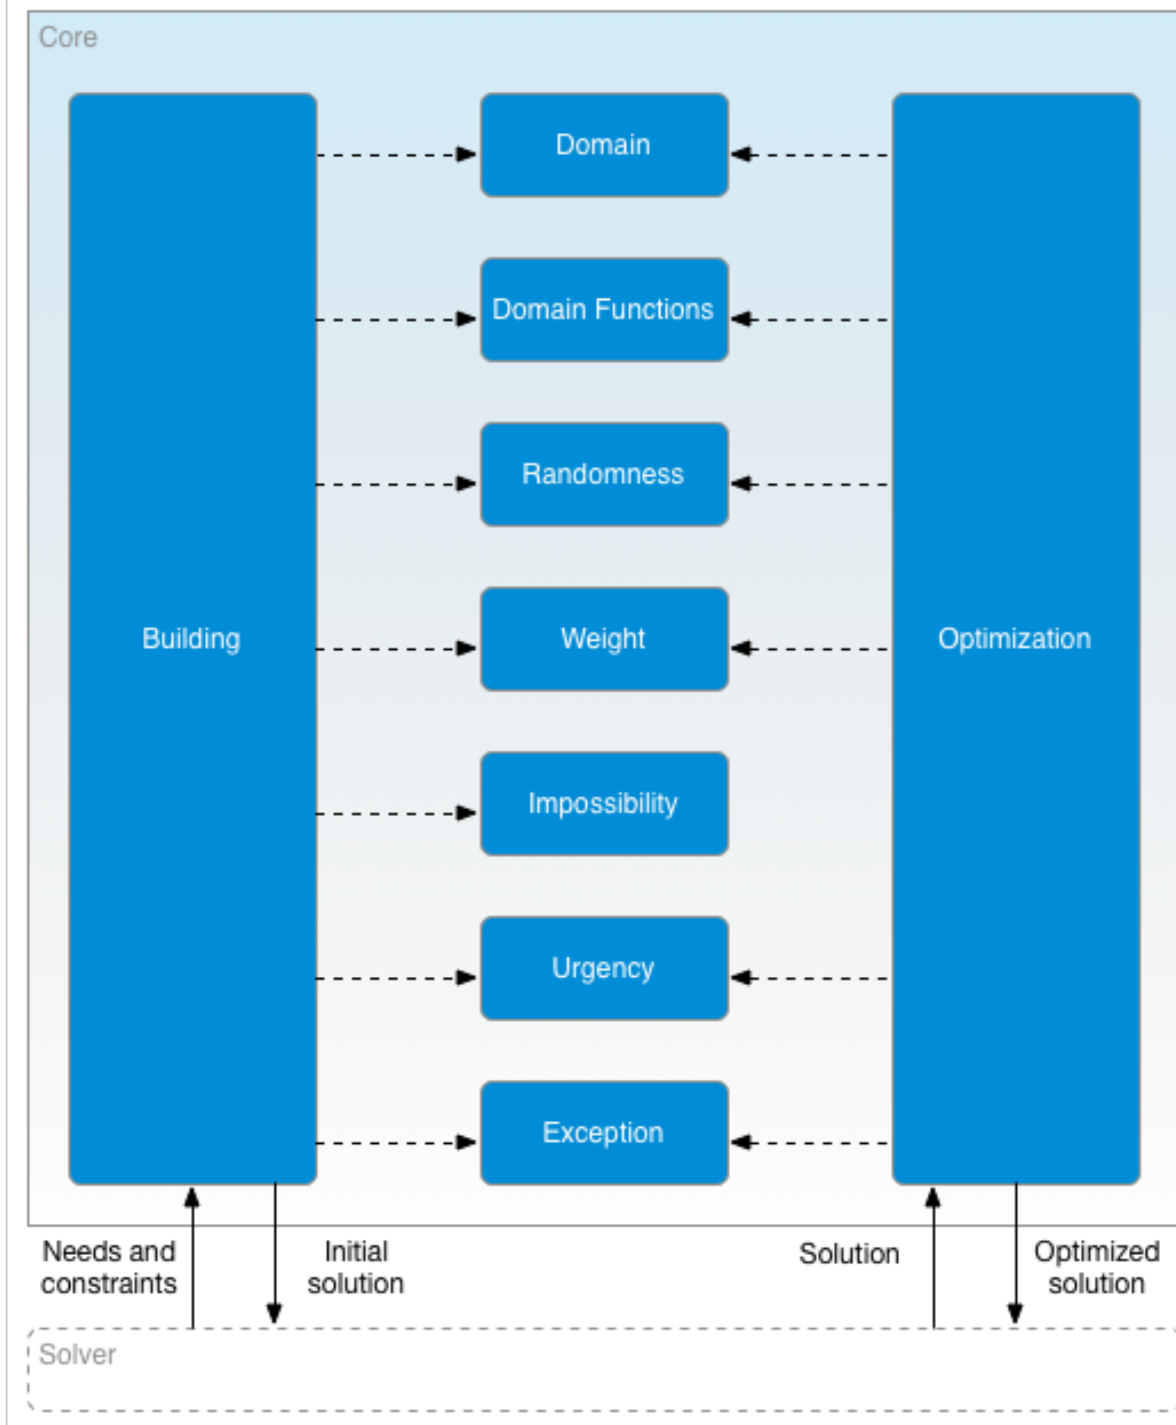 Core
Domain
Domain Functions
Randomness
Building
Weight
Optimization
Impossibility
Urgency
Exception
Needs and
constraints
Initial
solution
Solution
Optimized
solution
Solver